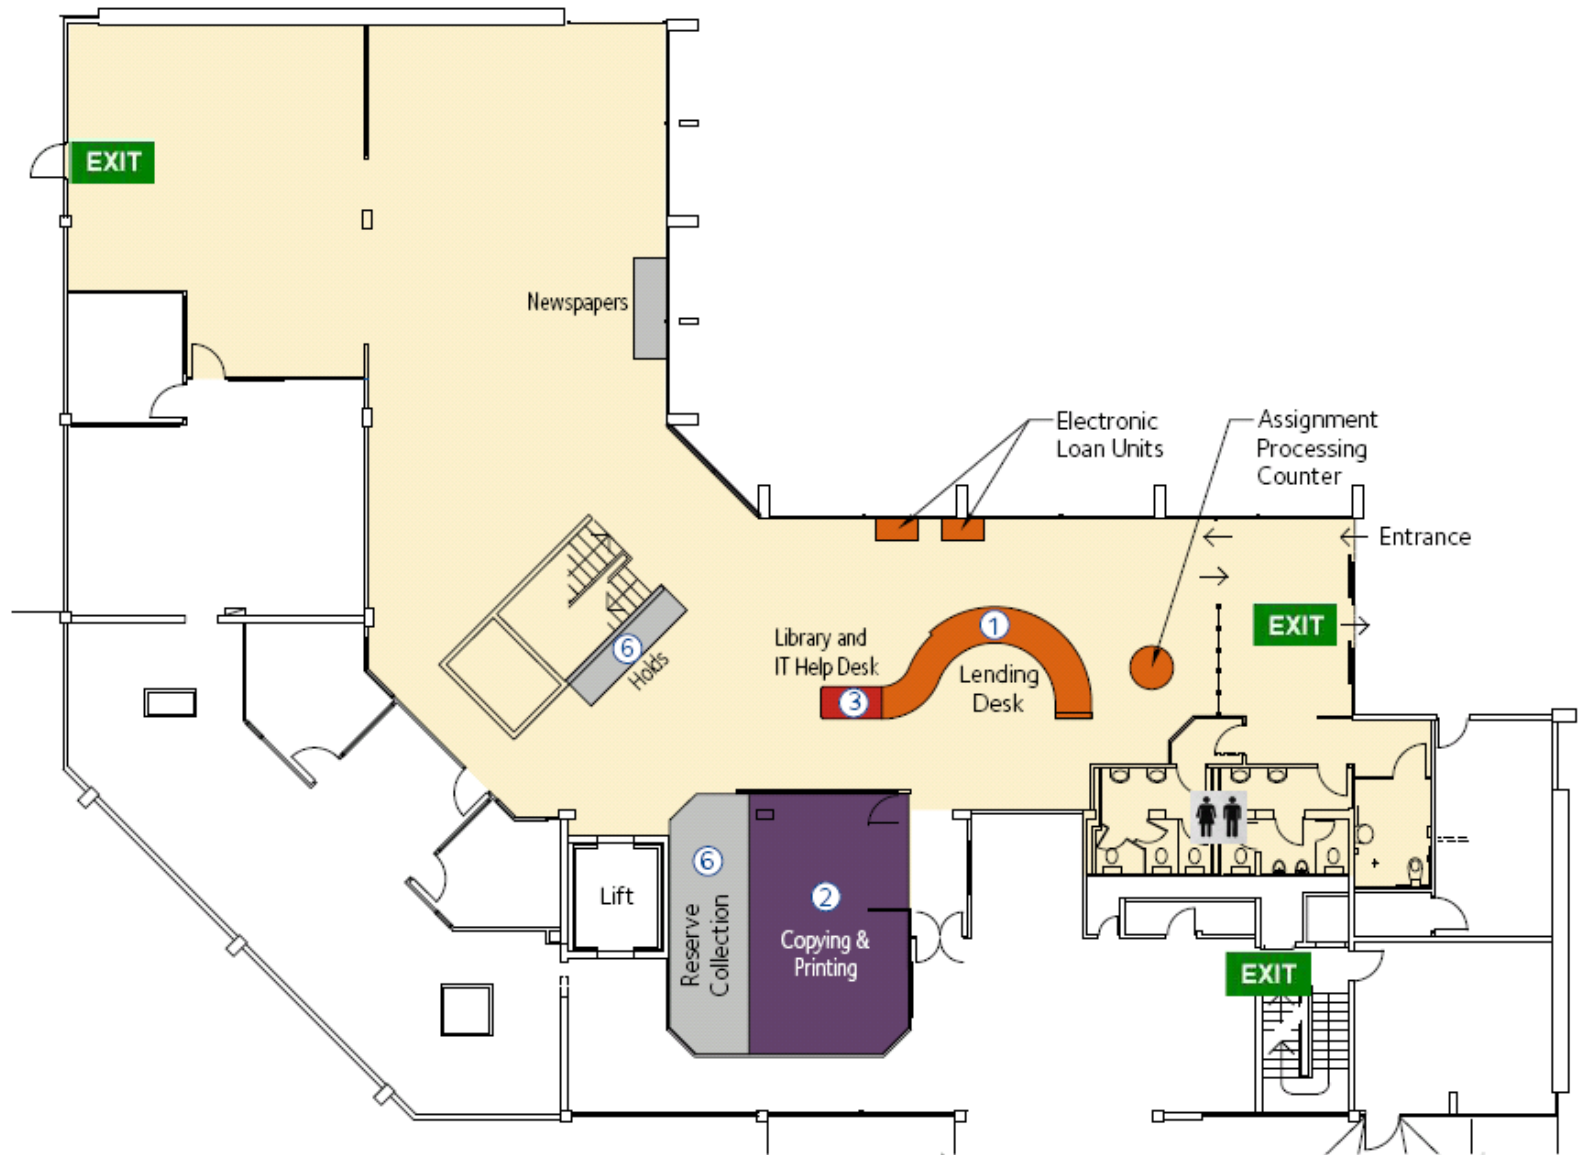 EXIT
Newspapers
Electronic
Loan Units
Assignment
Processing
Counter
Entrance
EXIT
1
Library and
IT Help Desk
Lending
Desk
3
6
Holds
6
Reserve
Collection
2
Copying &
Printing
Lift
EXIT